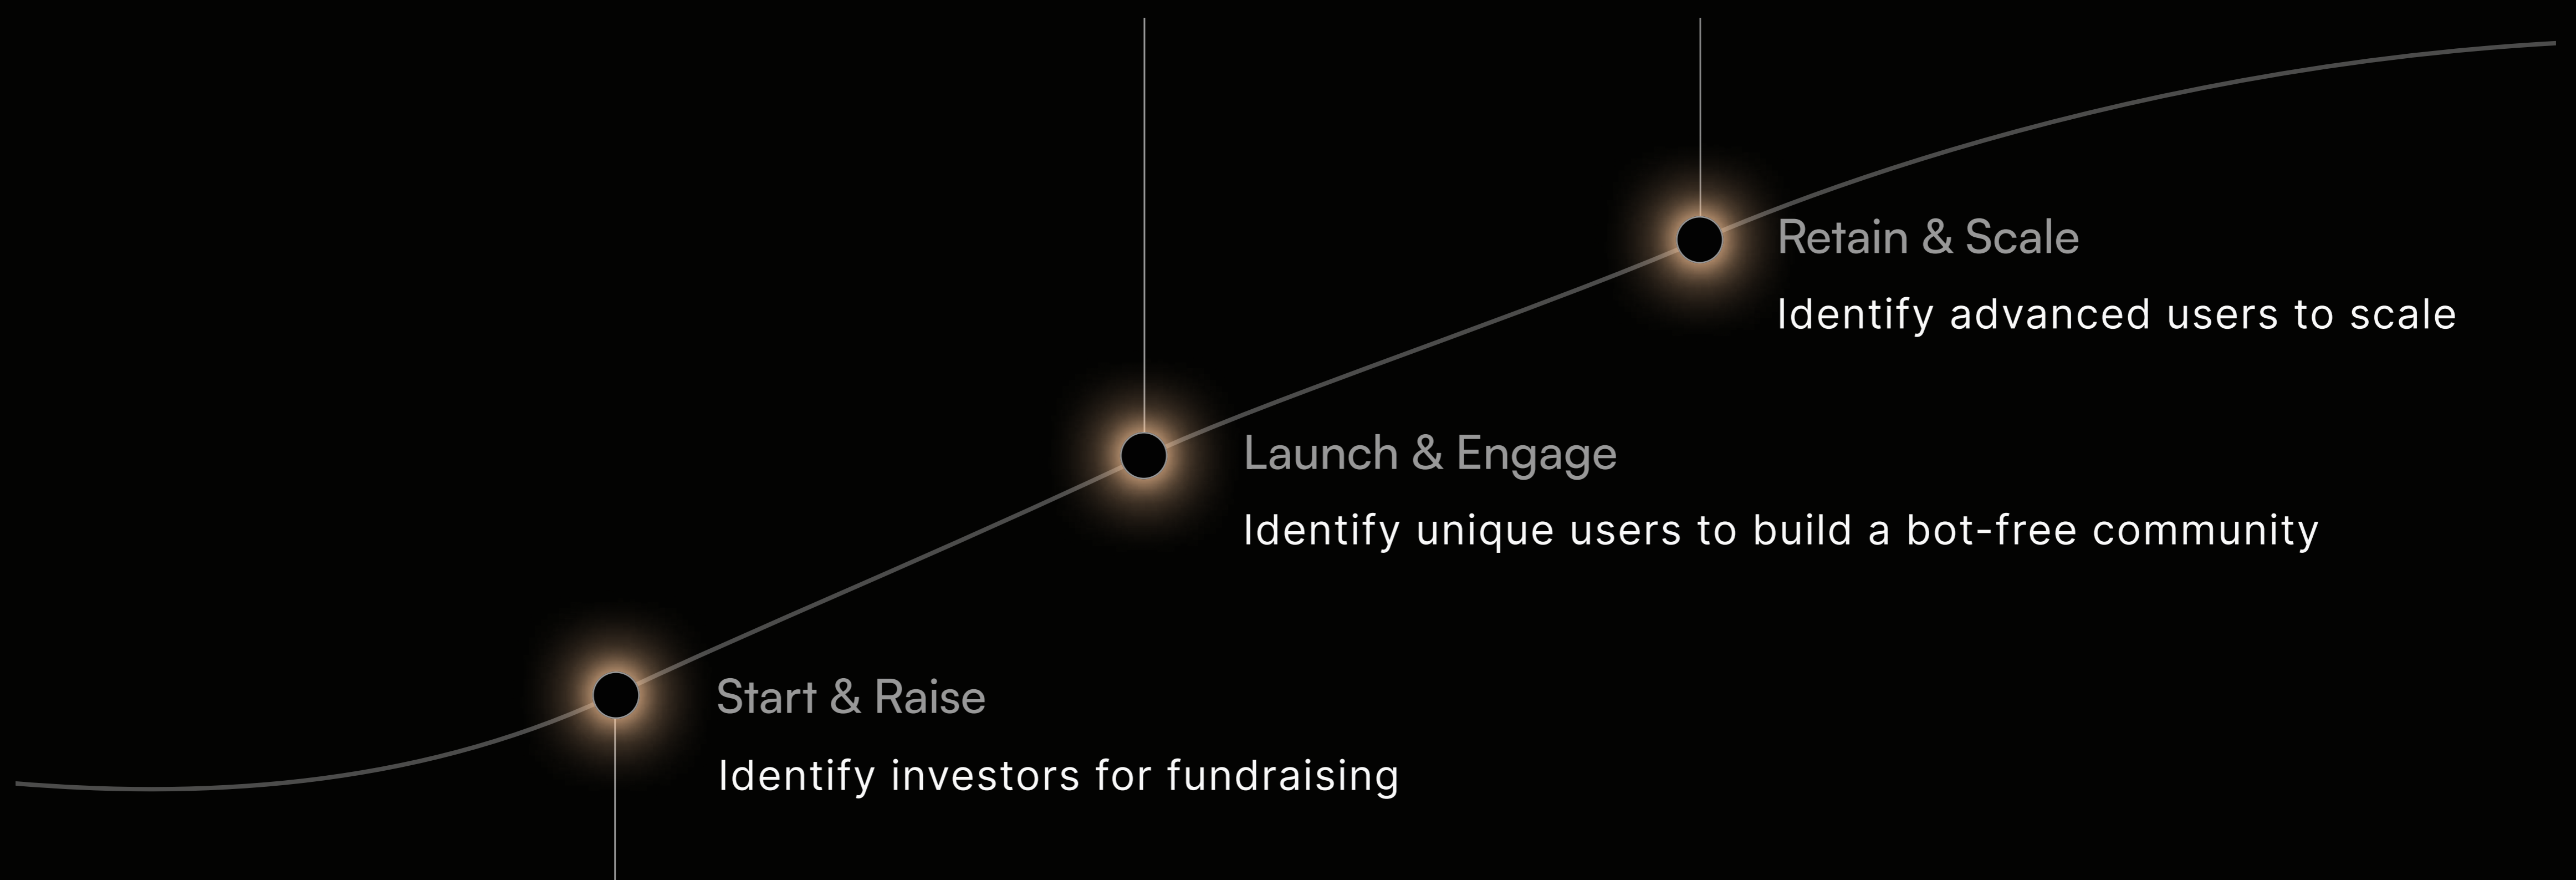 Retain & Scale
Identify advanced users to scale
Launch & Engage
Identify unique users to build a bot-free community
Start & Raise
Identify investors for fundraising